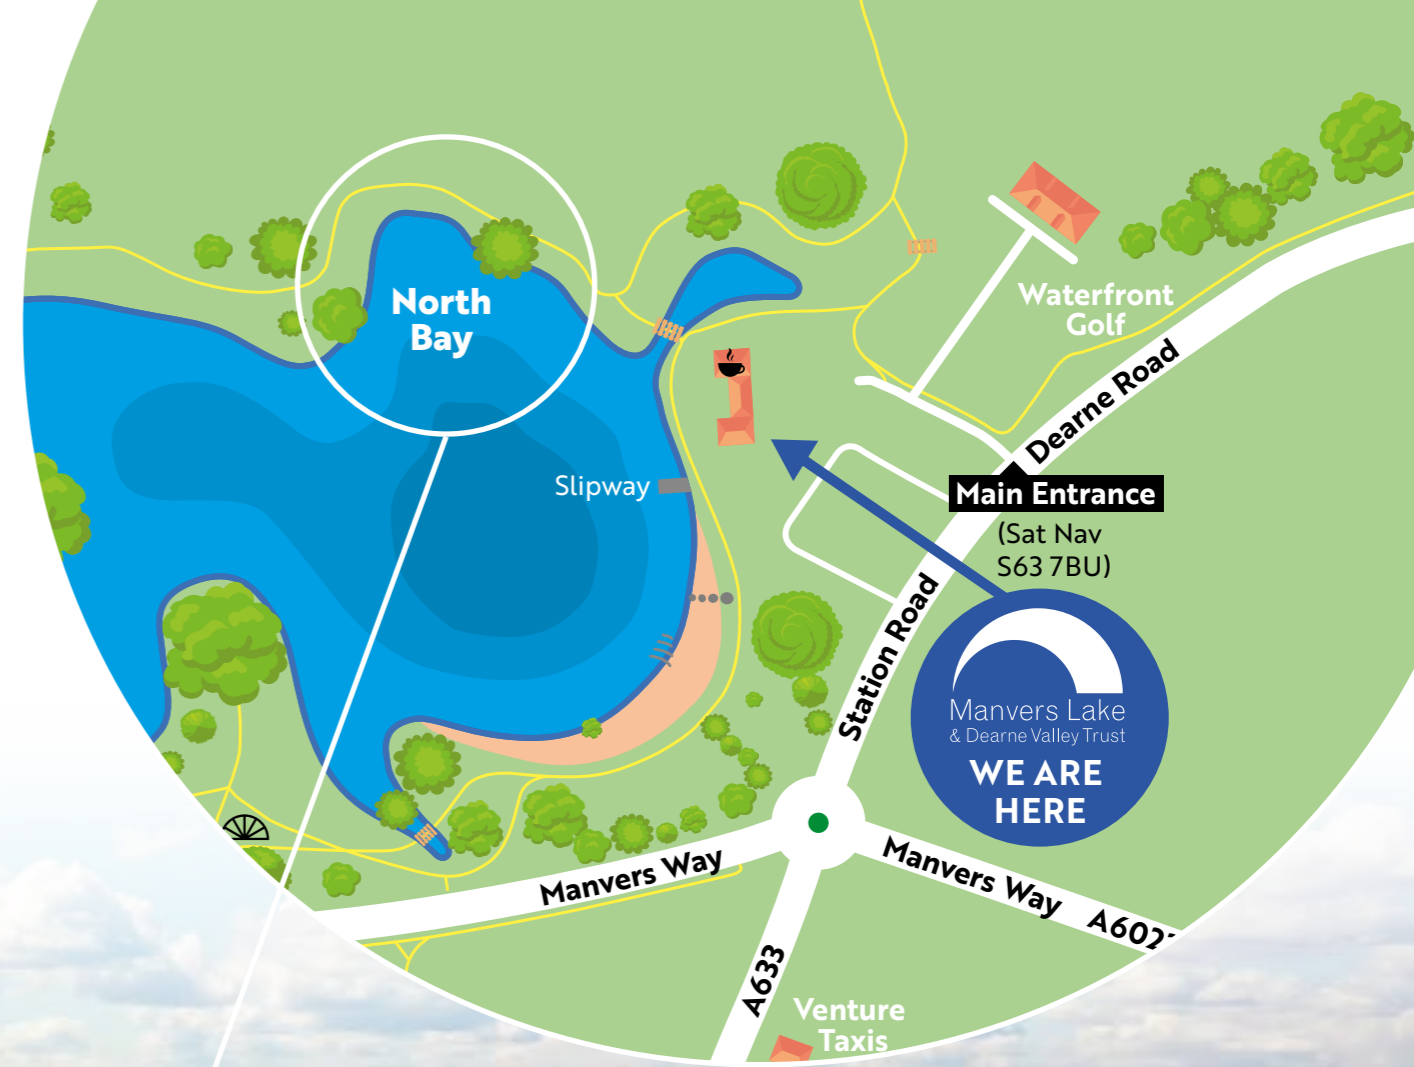 North
Bay
Waterfront
Golf
Dearne Road
Slipway
Main Entrance
(Sat Nav
S63 7BU)
Station Road
Manvers Lake
& Dearne Valley Trust
WE ARE
HERE
Manvers Way
Manvers Way
A633
Venture
Taxis